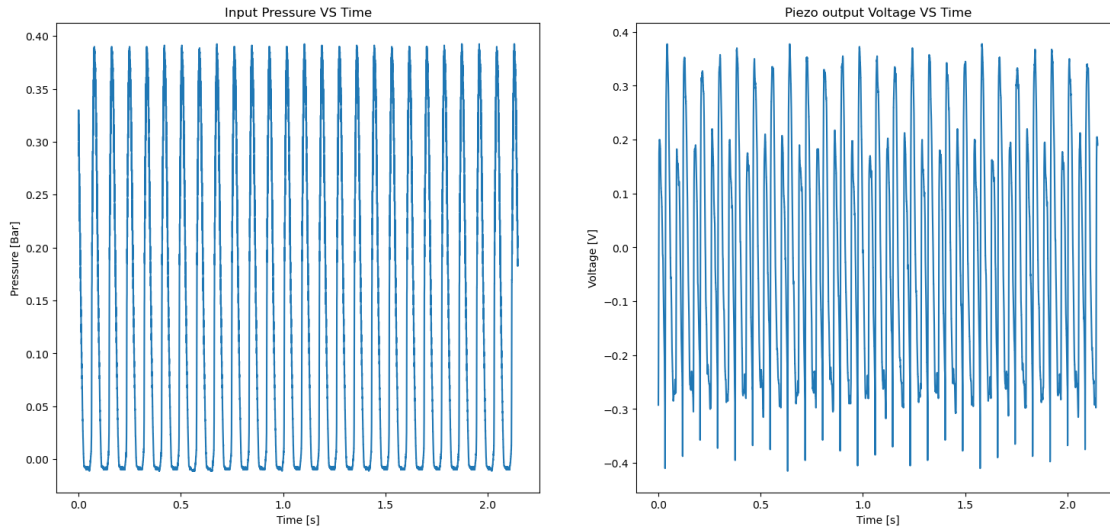 Input Pressure VS Time
0.40
0.35
0.30
0.25
0.20
0.15
0.10
0.05
0.00
Pressure [Bar]
0.0 0.5 1.0 1.5 2.0
Time [s]
Piezo output Voltage VS Time
0.4
0.3
0.2
0.1
0.0
−0.1
−0.2
−0.3
−0.4
Voltage [V]
0.0 0.5 1.0 1.5 2.0
Time [s]